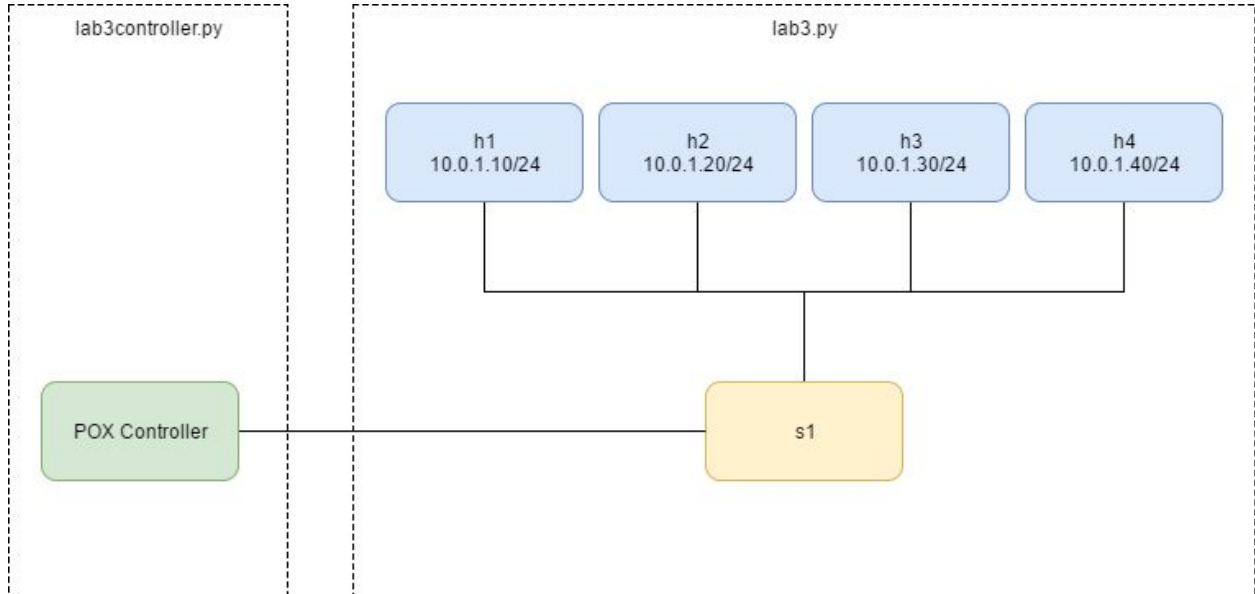 lab3controller.py
lab3.py
h1
10.0.1.10/24
h2
10.0.1.20/24
h3
10.0.1.30/24
h4
10.0.1.40/24
POX Controller
s1